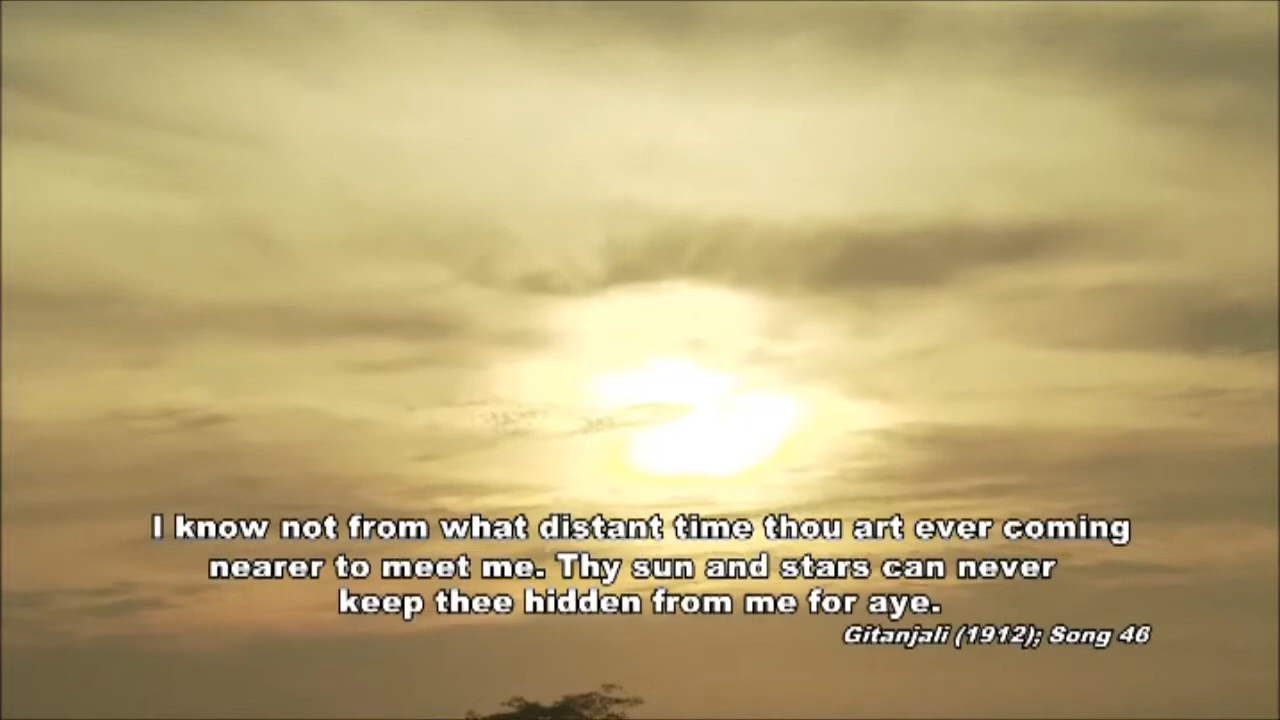 I know not from what distant time thou art ever coming
nearer to meet me. Thy sun and stars can never
keep thee hidden from me for aye.
Gitanjali (1912); Song 46